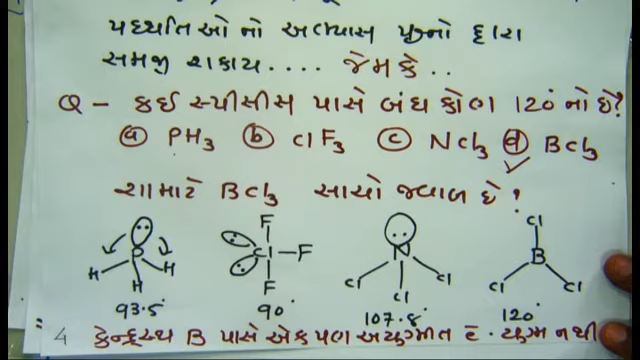 પદ્ધતિઓ નો અભ્યાસ પ્રશ્નો દ્વારા
સમજી શકાય.... જેમકે..
Q - કઈ સ્પીસીસ પાસે બંધ કોણ 120° નો છે?
ⓐ PH₃ ⓑ ClF₃ ⓒ NCl₃ ⓓ BCl₃
શા માટે BCl₃ સાચો જવાબ છે?
P H H H
Cl F F F
N Cl Cl Cl
B Cl Cl Cl
93.5° 90° 107.8° 120°
= 4 કેન્દ્રસ્થ B પાસે એક પણ અયુગ્મીત ē . યુગ્મ નથી